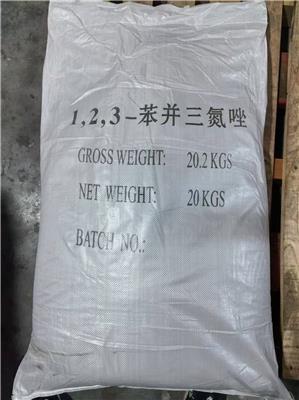 1,2,3-苯并三氮唑
GROSS WEIGHT: 20.2 KGS
NET WEIGHT: 20 KGS
BATCH NO.: